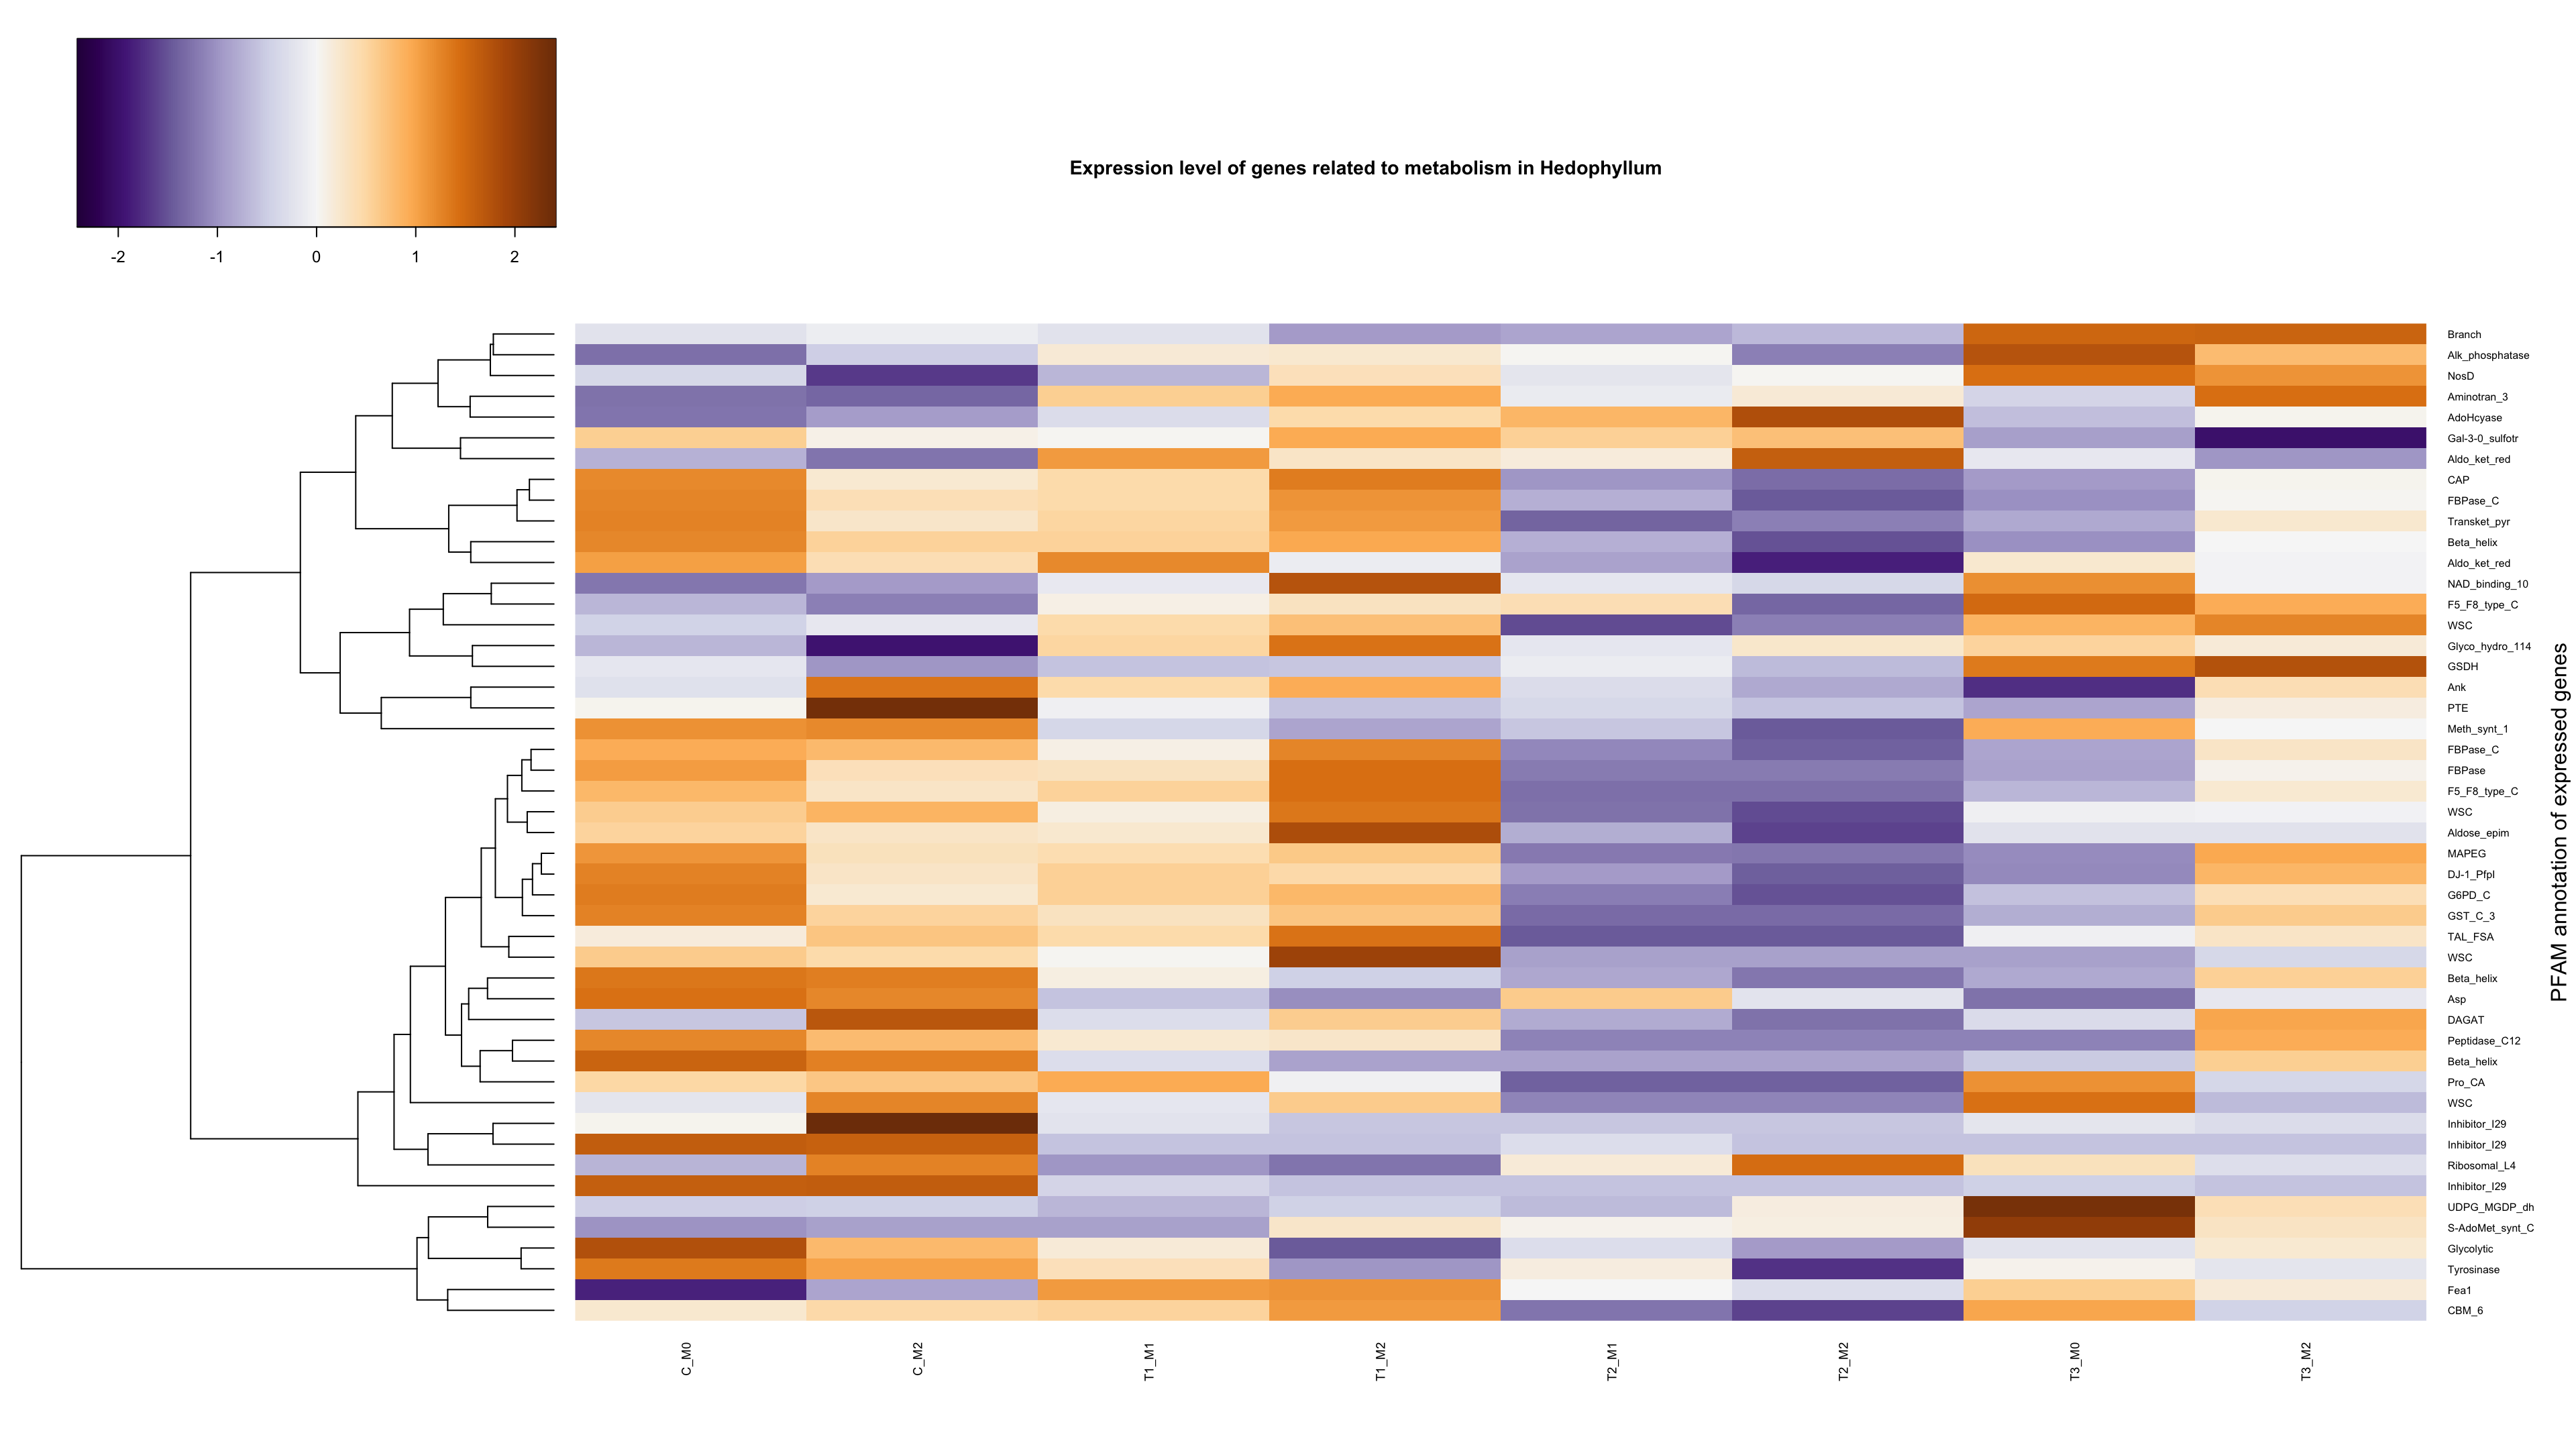 -2 -1 0 1 2
Expression level of genes related to metabolism in Hedophyllum
Branch
Alk_phosphatase
NosD
Aminotran_3
AdoHcyase
Gal-3-0_sulfotr
Aldo_ket_red
CAP
FBPase_C
Transket_pyr
Beta_helix
Aldo_ket_red
NAD_binding_10
F5_F8_type_C
WSC
Glyco_hydro_114
GSDH
Ank
PTE
Meth_synt_1
FBPase_C
FBPase
F5_F8_type_C
WSC
Aldose_epim
MAPEG
DJ-1_PfpI
G6PD_C
GST_C_3
TAL_FSA
WSC
Beta_helix
Asp
DAGAT
Peptidase_C12
Beta_helix
Pro_CA
WSC
Inhibitor_I29
Inhibitor_I29
Ribosomal_L4
Inhibitor_I29
UDPG_MGDP_dh
S-AdoMet_synt_C
Glycolytic
Tyrosinase
Fea1
CBM_6
PFAM annotation of expressed genes
C_M0
C_M2
T1_M1
T1_M2
T2_M1
T2_M2
T3_M0
T3_M2